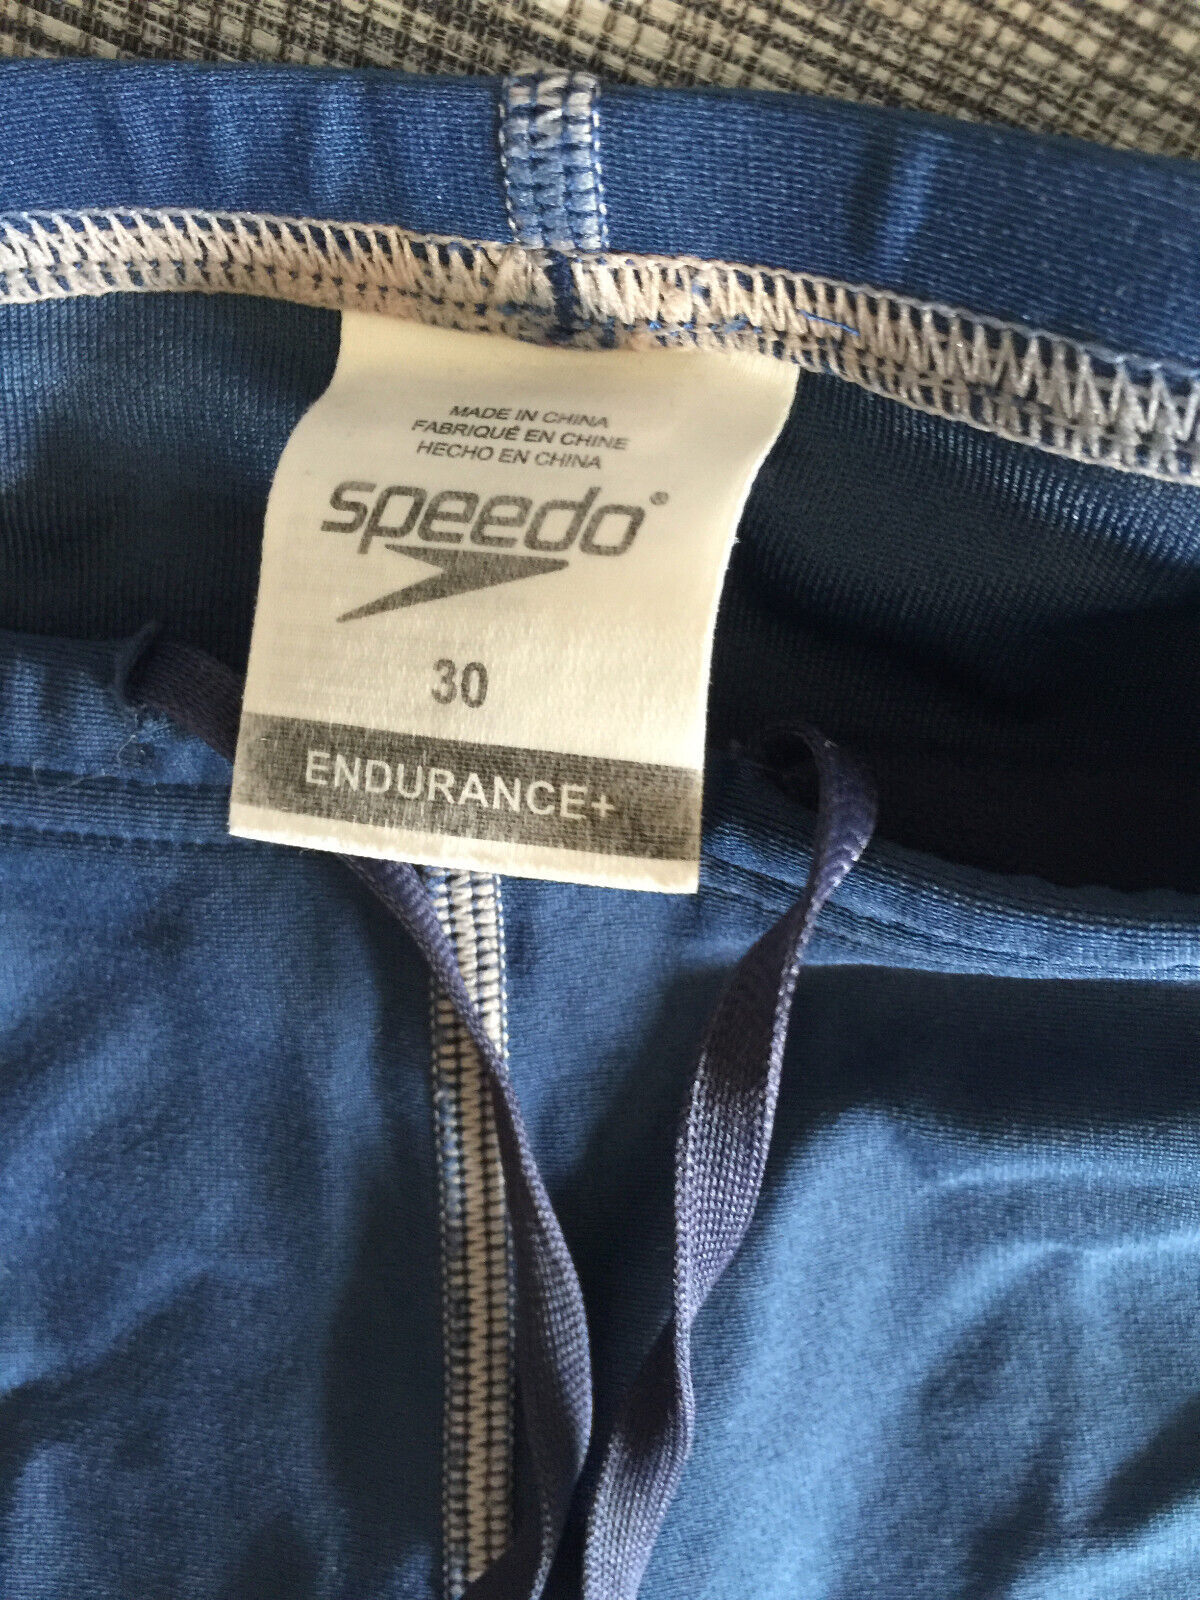 MADE IN CHINA
FABRIQUÉ EN CHINE
HECHO EN CHINA
speedo®
30
ENDURANCE+